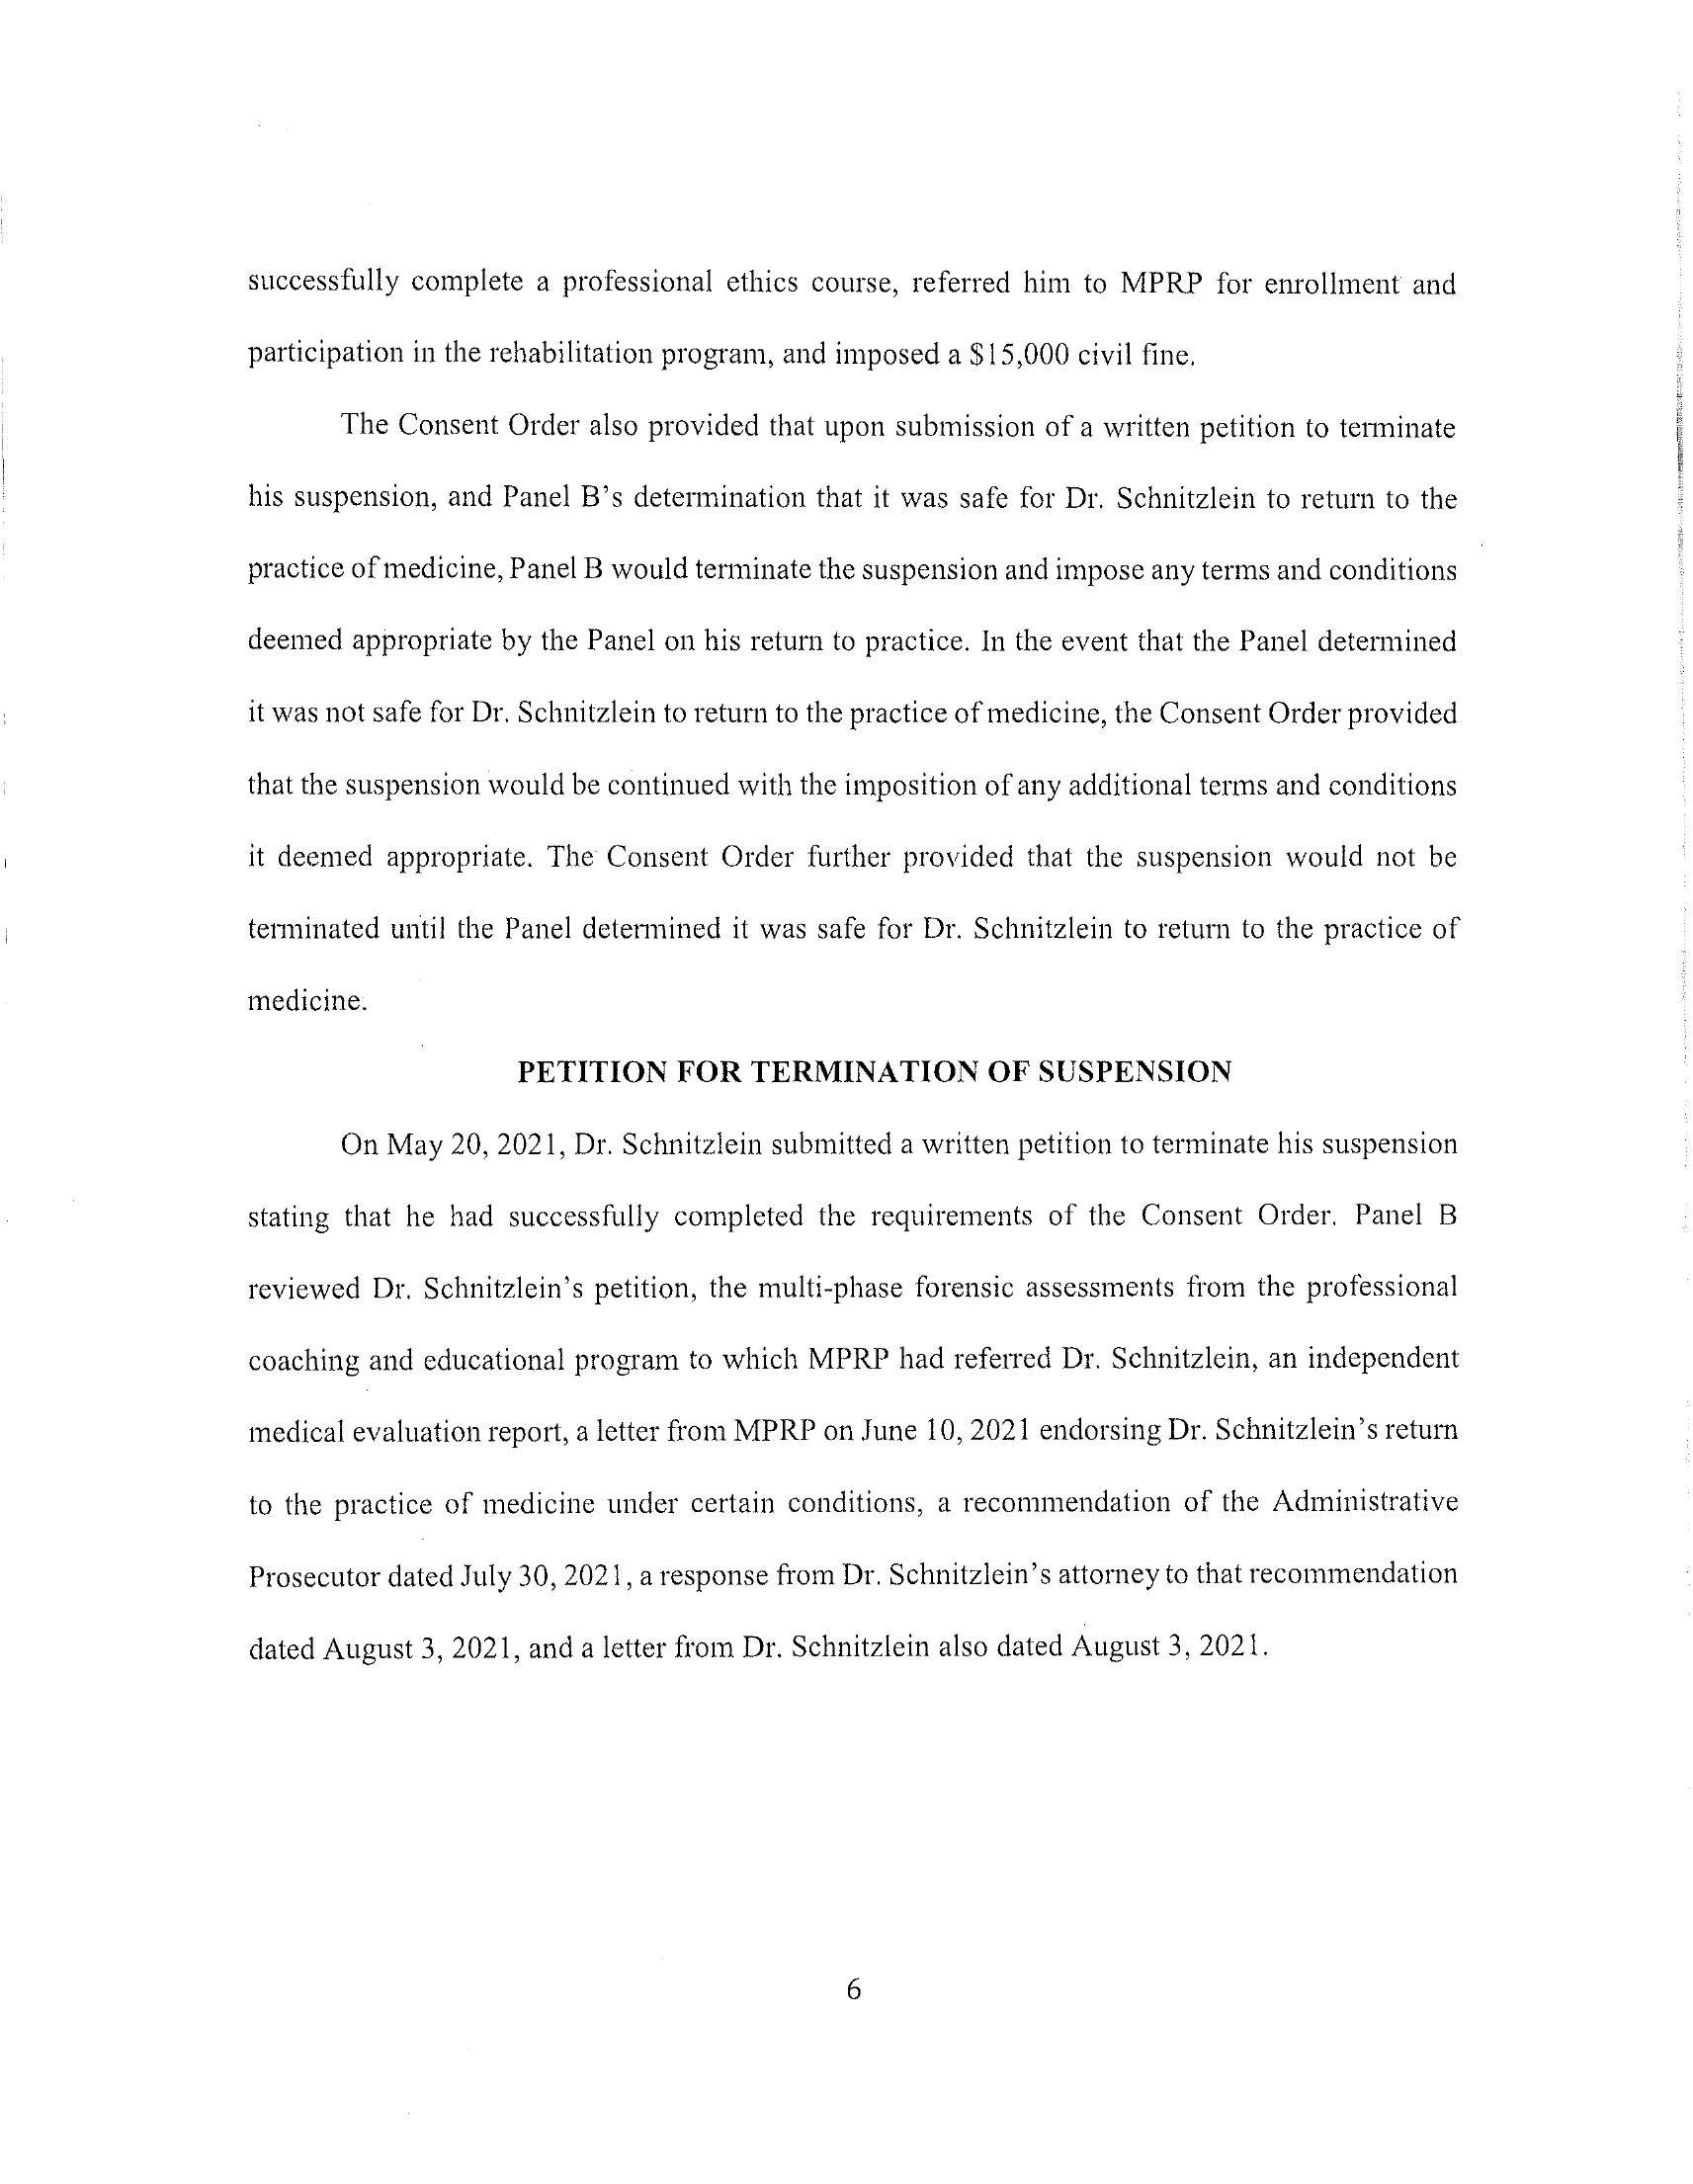 successfully complete a professional ethics course, referred him to MPRP for enrollment and
participation in the rehabilitation program, and imposed a $15,000 civil fine.
The Consent Order also provided that upon submission of a written petition to terminate
his suspension, and Panel B's determination that it was safe for Dr. Schnitzlein to return to the
practice of medicine, Panel B would terminate the suspension and impose any terms and conditions
deemed appropriate by the Panel on his return to practice. In the event that the Panel determined
it was not safe for Dr. Schnitzlein to return to the practice of medicine, the Consent Order provided
that the suspension would be continued with the imposition of any additional terms and conditions
it deemed appropriate. The Consent Order further provided that the suspension would not be
terminated until the Panel determined it was safe for Dr. Schnitzlein to return to the practice of
medicine.
PETITION FOR TERMINATION OF SUSPENSION
On May 20, 2021, Dr. Schnitzlein submitted a written petition to terminate his suspension
stating that he had successfully completed the requirements of the Consent Order. Panel B
reviewed Dr. Schnitzlein's petition, the multi-phase forensic assessments from the professional
coaching and educational program to which MPRP had referred Dr. Schnitzlein, an independent
medical evaluation report, a letter from MPRP on June 10, 2021 endorsing Dr. Schnitzlein's return
to the practice of medicine under certain conditions, a recommendation of the Administrative
Prosecutor dated July 30, 2021, a response from Dr. Schnitzlein's attorney to that recommendation
dated August 3, 2021, and a letter from Dr. Schnitzlein also dated August 3, 2021.
6